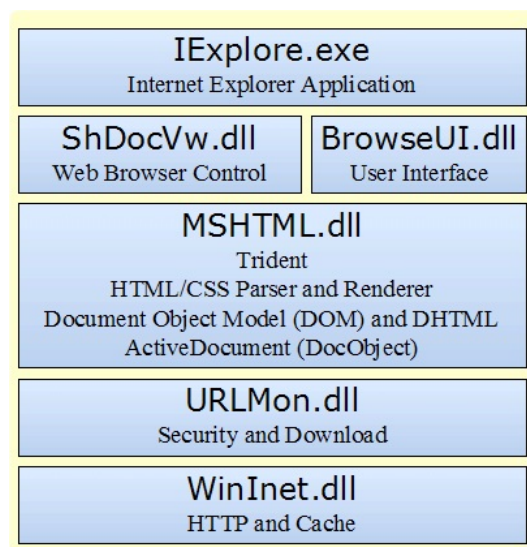 IExplore.exe
Internet Explorer Application
ShDocVw.dll
Web Browser Control
BrowseUI.dll
User Interface
MSHTML.dll
Trident
HTML/CSS Parser and Renderer
Document Object Model (DOM) and DHTML
ActiveDocument (DocObject)
URLMon.dll
Security and Download
WinInet.dll
HTTP and Cache